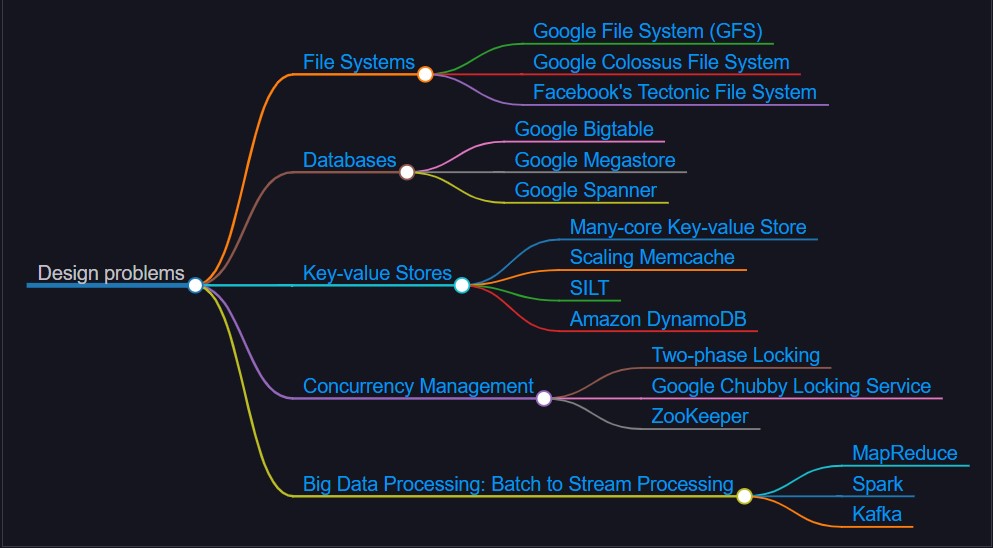 Design problems
File Systems
Google File System (GFS)
Google Colossus File System
Facebook's Tectonic File System
Databases
Google Bigtable
Google Megastore
Google Spanner
Key-value Stores
Many-core Key-value Store
Scaling Memcache
SILT
Amazon DynamoDB
Concurrency Management
Two-phase Locking
Google Chubby Locking Service
ZooKeeper
Big Data Processing: Batch to Stream Processing
MapReduce
Spark
Kafka